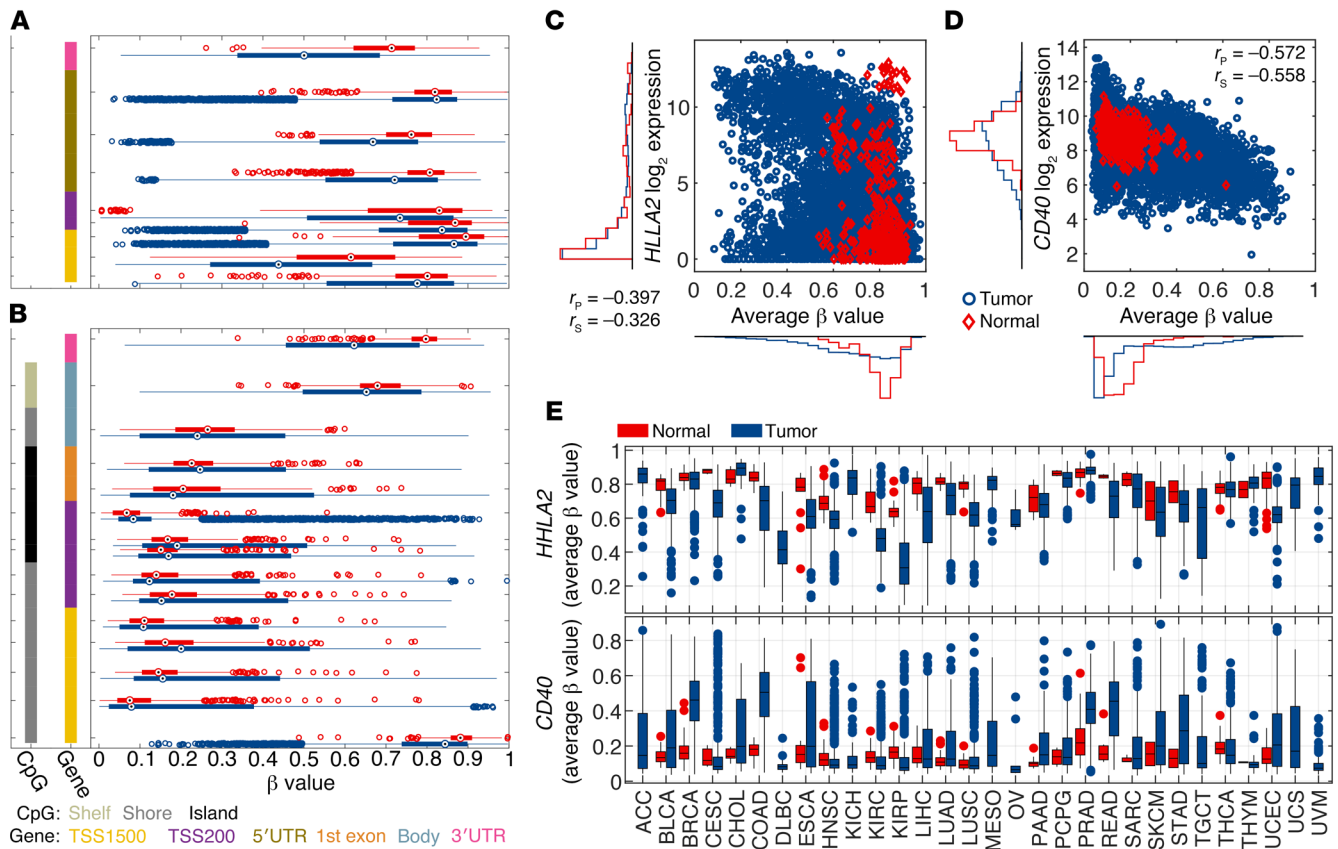 A
B
0 0.1 0.2 0.3 0.4 0.5 0.6 0.7 0.8 0.9 1
β value
CpG
Gene
CpG: Shelf Shore Island
Gene: TSS1500 TSS200 5′UTR 1st exon Body 3′UTR
C
HLLA2 log2 expression
10
5
0
0 0.2 0.4 0.6 0.8 1
Average β value
rP = −0.397
rS = −0.326
D
CD40 log2 expression
14
12
10
8
6
4
2
rP = −0.572
rS = −0.558
0 0.2 0.4 0.6 0.8 1
Average β value
Tumor
Normal
E
Normal Tumor
HHLA2
(average β value)
1
0.8
0.6
0.4
0.2
CD40
(average β value)
0.8
0.6
0.4
0.2
0
ACC
BLCA
BRCA
CESC
CHOL
COAD
DLBC
ESCA
HNSC
KICH
KIRC
KIRP
LIHC
LUAD
LUSC
MESO
OV
PAAD
PCPG
PRAD
READ
SARC
SKCM
STAD
TGCT
THCA
THYM
UCEC
UCS
UVM